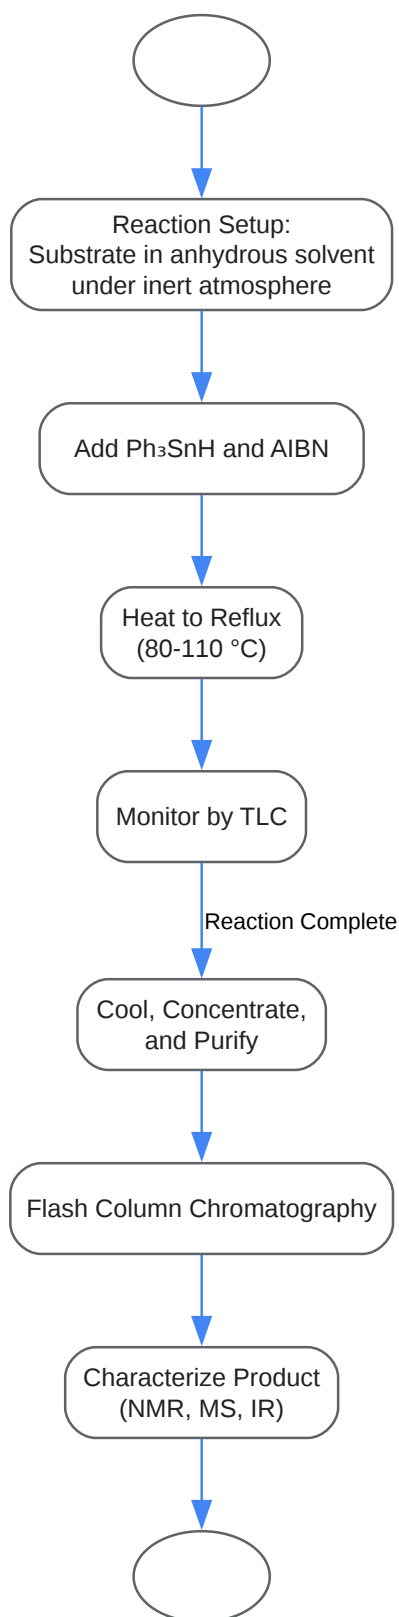 Reaction Setup:
Substrate in anhydrous solvent
under inert atmosphere
Add Ph₃SnH and AIBN
Heat to Reflux
(80-110 °C)
Monitor by TLC
Reaction Complete
Cool, Concentrate,
and Purify
Flash Column Chromatography
Characterize Product
(NMR, MS, IR)